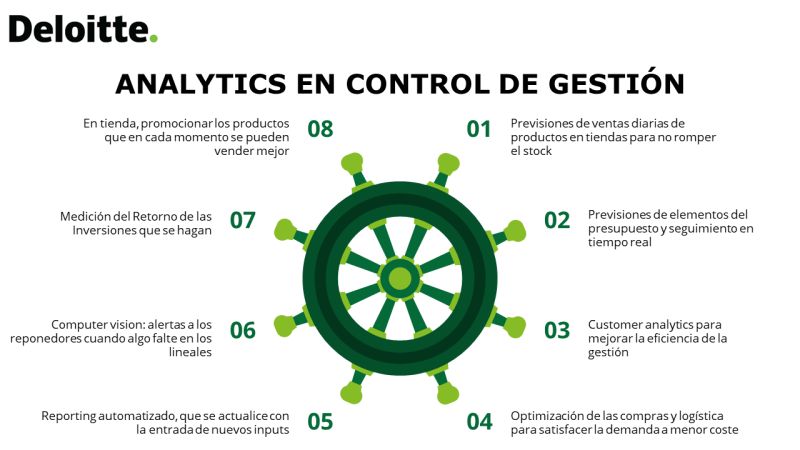 Deloitte.
ANALYTICS EN CONTROL DE GESTIÓN
01
Previsiones de ventas diarias de
productos en tiendas para no romper
el stock
02
Previsiones de elementos del
presupuesto y seguimiento en
tiempo real
03
Customer analytics para
mejorar la eficiencia de la
gestión
04
Optimización de las compras y logística
para satisfacer la demanda a menor coste
05
Reporting automatizado, que se actualice con
la entrada de nuevos inputs
06
Computer vision: alertas a los
reponedores cuando algo falte en los
lineales
07
Medición del Retorno de las
Inversiones que se hagan
08
En tienda, promocionar los productos
que en cada momento se pueden
vender mejor